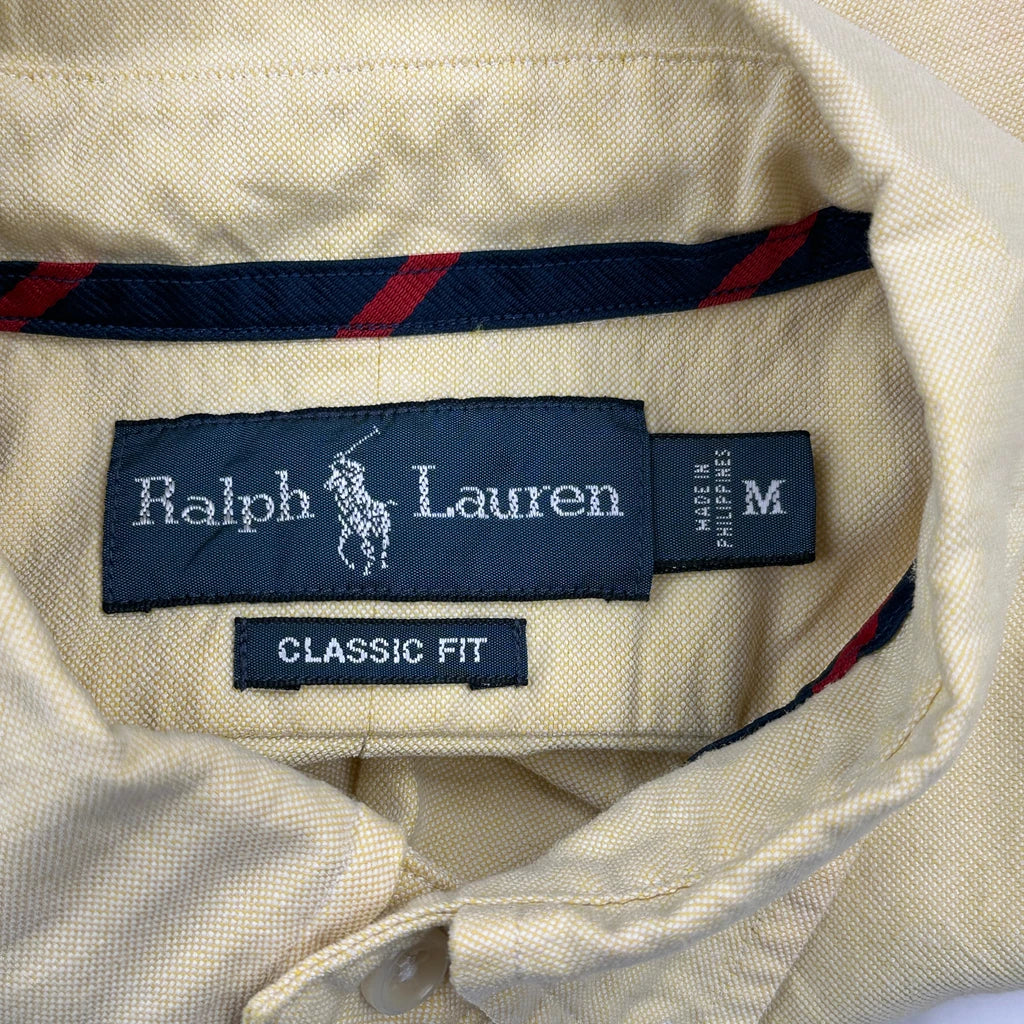 Ralph Lauren
MADE IN
PHILIPPINES
M
CLASSIC FIT